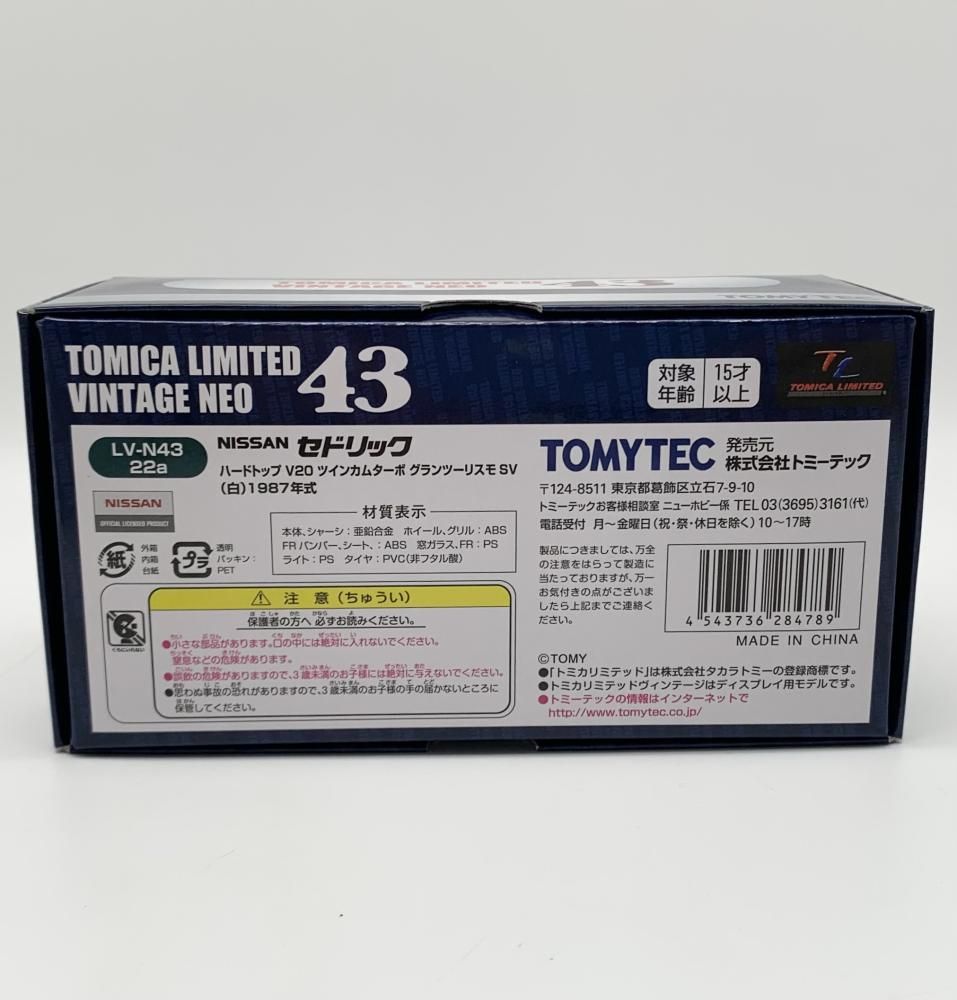 TOMICA LIMITED
VINTAGE NEO
43
TOMYTEC
TOMICA LIMITED
VINTAGE NEO
43
対象
年齢
15才
以上
TL
TOMICA LIMITED
LV-N43
22a
NISSAN セドリック
ハードトップ V20 ツインカムターボ グランツーリスモ SV
(白)1987年式
NISSAN
OFFICIAL LICENSED PRODUCT
紙
外箱
内箱
台紙
プラ
透明
パッキン:
PET
材質表示
本体、シャーシ:亜鉛合金 ホイール、グリル:ABS
FRバンパー、シート、:ABS 窓ガラス、FR:PS
ライト:PS タイヤ:PVC(非フタル酸)
くちにいれない
注意(ちゅうい)
保護者の方へ必ずお読みください。
●小さな部品があります。口の中には絶対に入れないでください。
窒息などの危険があります。
●誤飲の危険がありますので、3歳未満のお子様には絶対に与えないでください。
●思わぬ事故の恐れがありますので、3歳未満のお子様の手の届かないところに
保管してください。
TOMYTEC 発売元
株式会社トミーテック
〒124-8511 東京都葛飾区立石7-9-10
トミーテックお客様相談室 ニューホビー係 TEL 03(3695)3161(代)
電話受付 月〜金曜日(祝・祭・休日を除く)10〜17時
製品につきましては、万全
の注意をはらって製造に
当たっておりますが、万一
お気付きの点がございま
したら上記までご連絡く
ださい。
4 543736 284789
MADE IN CHINA
©TOMY
●「トミカリミテッド」は株式会社タカラトミーの登録商標です。
●トミカリミテッドヴィンテージはディスプレイ用モデルです。
●トミーテックの情報はインターネットで
http://www.tomytec.co.jp/